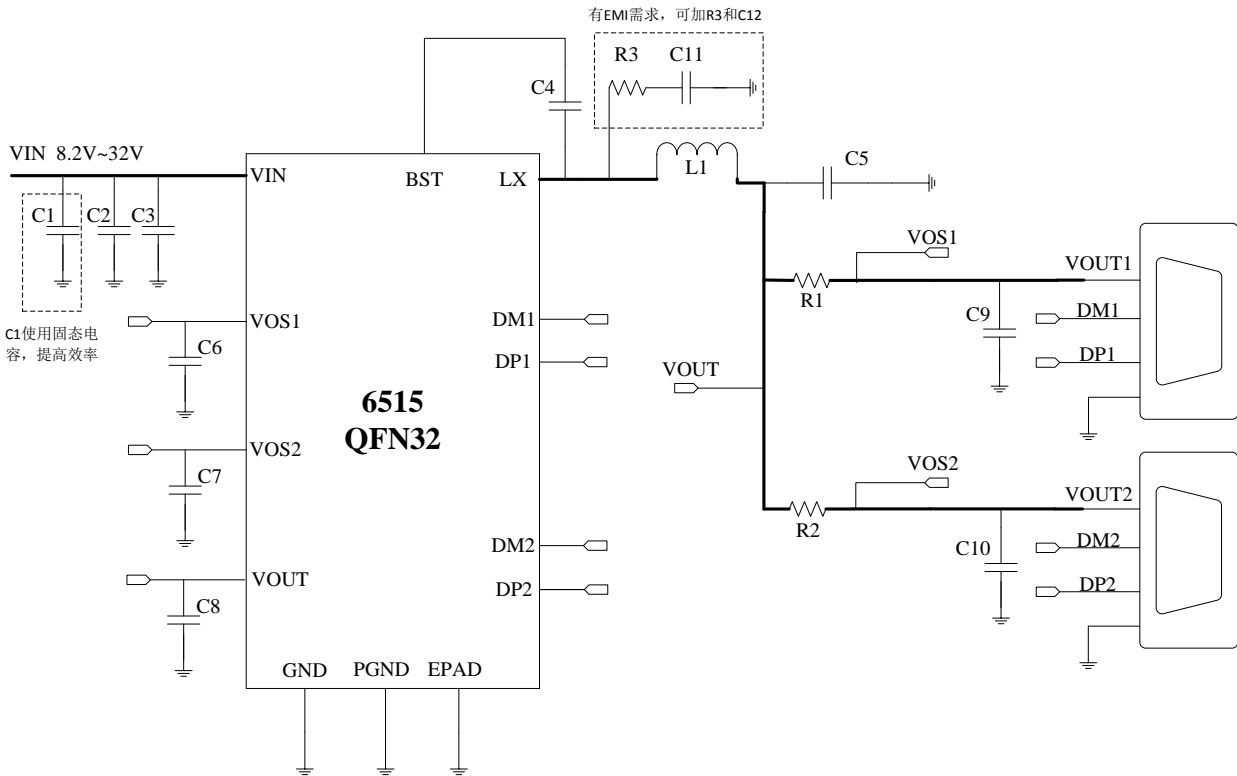 有EMI需求，可加R3和C12
R3
C11
C4
VIN 8.2V~32V
VIN
BST
LX
L1
C5
C1
C2
C3
C1使用固态电
容，提高效率
VOS1
C6
VOS2
C7
VOUT
C8
6515
QFN32
DM1
DP1
DM2
DP2
GND
PGND
EPAD
VOUT
VOS1
R1
C9
VOUT1
DM1
DP1
VOS2
R2
C10
VOUT2
DM2
DP2